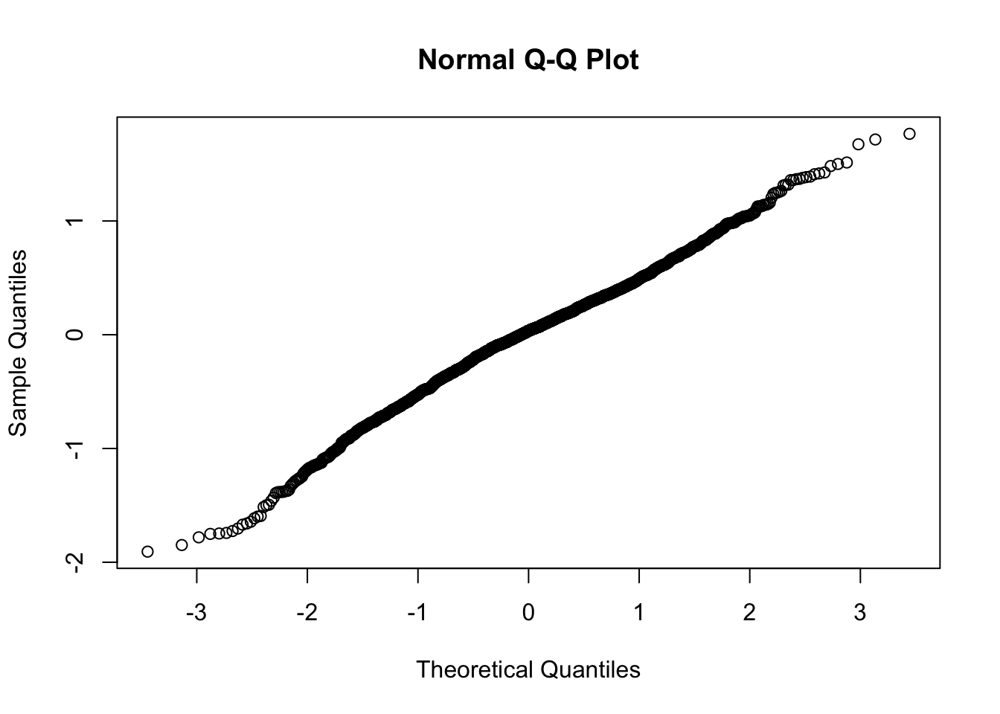 Normal Q-Q Plot
Sample Quantiles
1
0
-1
-2
-3 -2 -1 0 1 2 3
Theoretical Quantiles